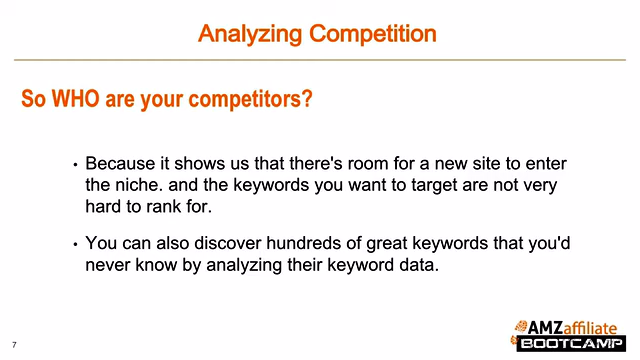 Analyzing Competition
So WHO are your competitors?
• Because it shows us that there's room for a new site to enter
the niche. and the keywords you want to target are not very
hard to rank for.
• You can also discover hundreds of great keywords that you'd
never know by analyzing their keyword data.
7
AMZaffiliate
BOOTCAMP